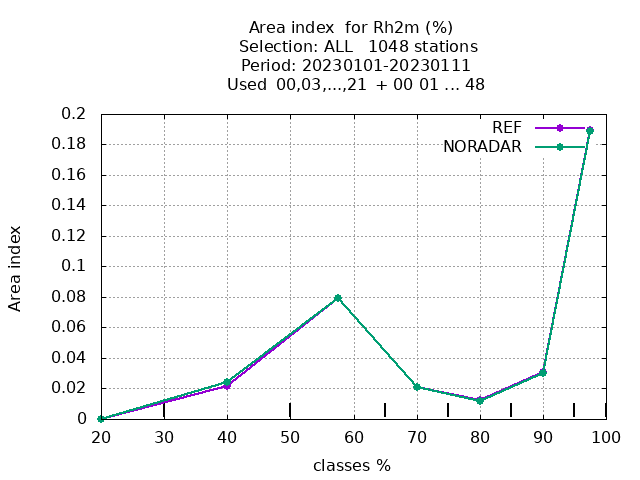 Area index  for Rh2m (%)
Selection: ALL   1048 stations
Period: 20230101-20230111
Used  00,03,...,21  + 00 01 ... 48
REF
NORADAR
0.2
0.18
0.16
0.14
0.12
0.1
0.08
0.06
0.04
0.02
0
Area index
20 30 40 50 60 70 80 90 100
classes %